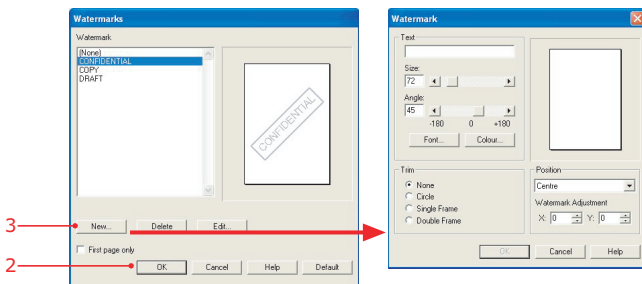 Watermarks
Watermark
(None)
CONFIDENTIAL
COPY
DRAFT
CONFIDENTIAL
3
New...
Delete
Edit...
First page only
2
OK
Cancel
Help
Default
Watermark
Text
Size:
72
Angle:
45
-180 0 +180
Font...
Colour...
Trim
None
Circle
Single Frame
Double Frame
Position
Centre
Watermark Adjustment
X: 0 Y: 0
OK
Cancel
Help